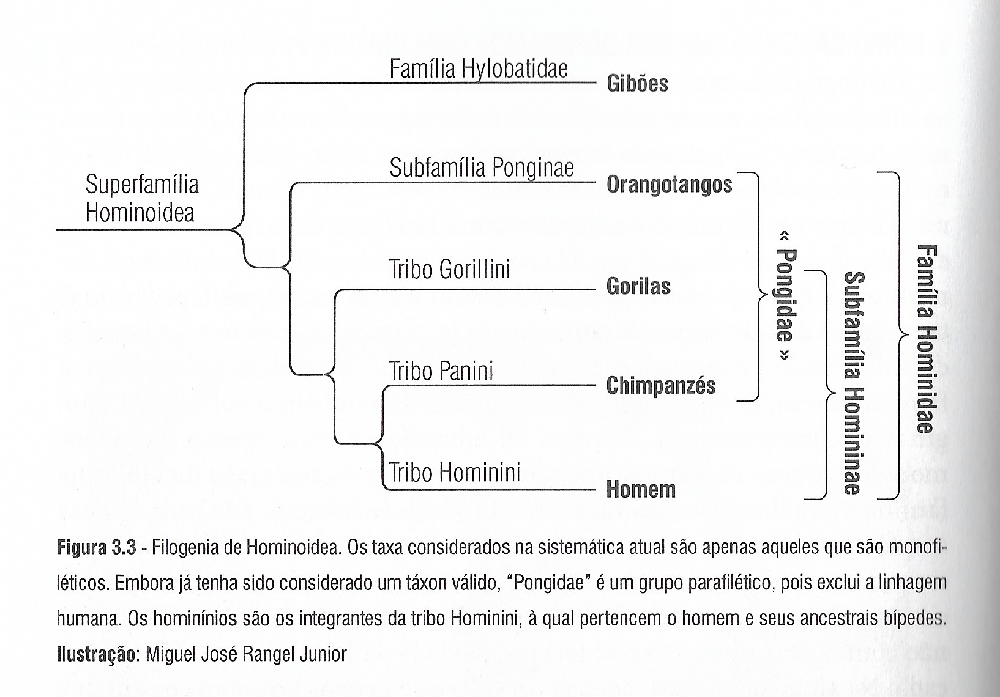 Família Hylobatidae
Gibões
Subfamília Ponginae
Orangotangos
Superfamília
Hominoidea
Tribo Gorillini
Gorilas
Tribo Panini
Chimpanzés
Tribo Hominini
Homem
« Pongidae »
Subfamília Homininae
Família Hominidae
Figura 3.3 - Filogenia de Hominoidea. Os taxa considerados na sistemática atual são apenas aqueles que são monofi-
léticos. Embora já tenha sido considerado um táxon válido, “Pongidae” é um grupo parafilético, pois exclui a linhagem
humana. Os hominínios são os integrantes da tribo Hominini, à qual pertencem o homem e seus ancestrais bípedes.
Ilustração: Miguel José Rangel Junior